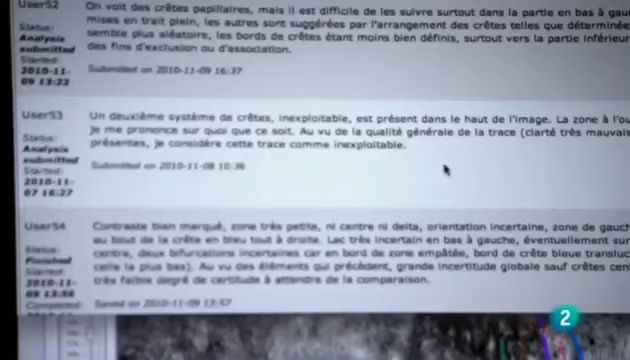 User52
On voit des crêtes papillaires, mais il est difficile de les suivre surtout dans la partie en bas à gau
Status:
mises en trait plein, les autres sont suggérées par l'arrangement des crêtes telles que déterminée
Analysis
semble plus aléatoire, les bords de crêtes étant moins bien définis, surtout vers la partie inférieur
submitted
des fins d'exclusion ou d'association.
Started:
2010-11-
Submitted on 2010-11-09 16:37
09 13:22
User53
Un deuxième système de crêtes, inexploitable, est présent dans le haut de l'image. La zone à l'ou
Status:
je me prononce sur quoi que ce soit. Au vu de la qualité générale de la trace (clarté très mauvais
Analysis
présentes, je considère cette trace comme inexploitable.
submitted
Started:
Submitted on 2010-11-08 10:36
2010-11-
07 16:27
User54
Contraste bien marqué, zone très petite, ni centre ni delta, orientation incertaine, zone de gauch
au bout de la crête en bleu tout à droite. Lac très incertain en bas à gauche, éventuellement sur
Status:
centre, deux bifurcations incertaines car en bord de zone empâtée, bord de crête bleue transluc
Finished
celle la plus bas). Au vu des éléments qui précèdent, grande incertitude globale sauf crêtes cen
Started:
très faible degré de certitude à attendre de la comparaison.
2010-11-
Saved on 2010-11-09 13:57
Completed:
2